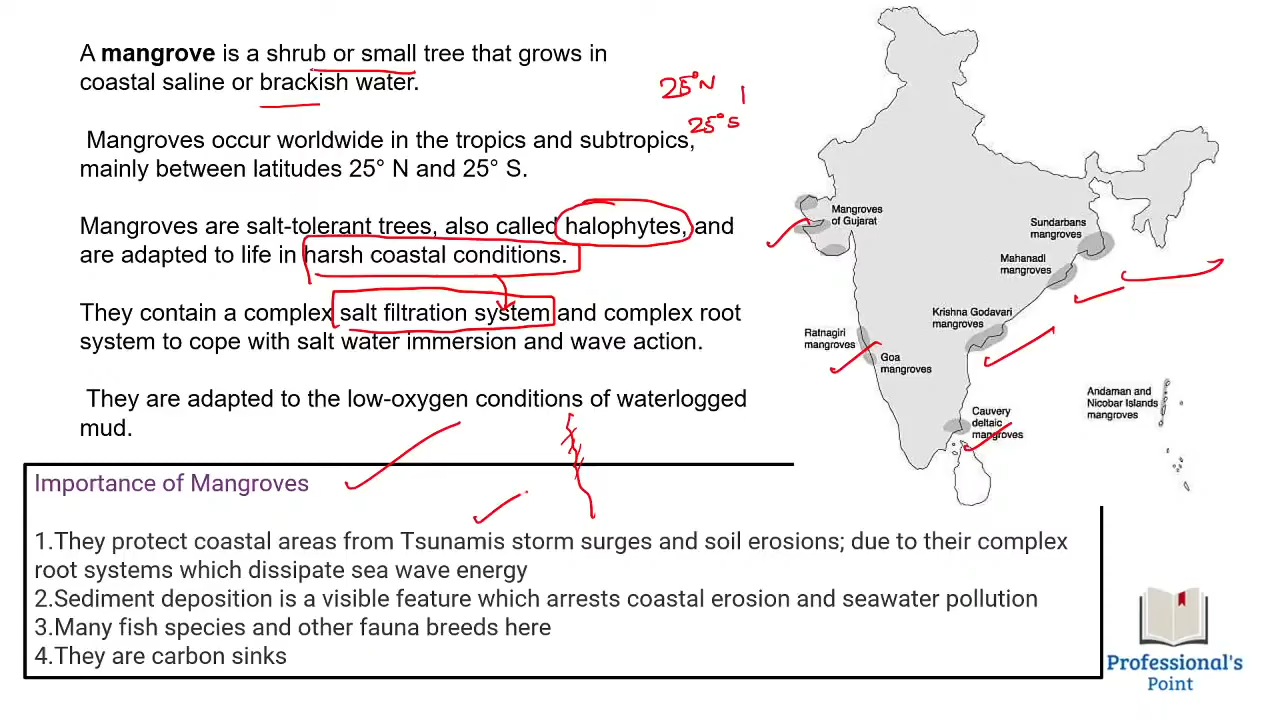 A mangrove is a shrub or small tree that grows in
coastal saline or brackish water.
25°N
25°S
Mangroves occur worldwide in the tropics and subtropics,
mainly between latitudes 25° N and 25° S.
Mangroves are salt-tolerant trees, also called halophytes, and
are adapted to life in harsh coastal conditions.
They contain a complex salt filtration system and complex root
system to cope with salt water immersion and wave action.
They are adapted to the low-oxygen conditions of waterlogged
mud.
Mangroves
of Gujarat
Sundarbans
mangroves
Mahanadi
mangroves
Krishna Godavari
mangroves
Ratnagiri
mangroves
Goa
mangroves
Andaman and
Nicobar Islands
mangroves
Cauvery
deltaic
mangroves
Importance of Mangroves
1.They protect coastal areas from Tsunamis storm surges and soil erosions; due to their complex
root systems which dissipate sea wave energy
2.Sediment deposition is a visible feature which arrests coastal erosion and seawater pollution
3.Many fish species and other fauna breeds here
4.They are carbon sinks
Professional's
Point